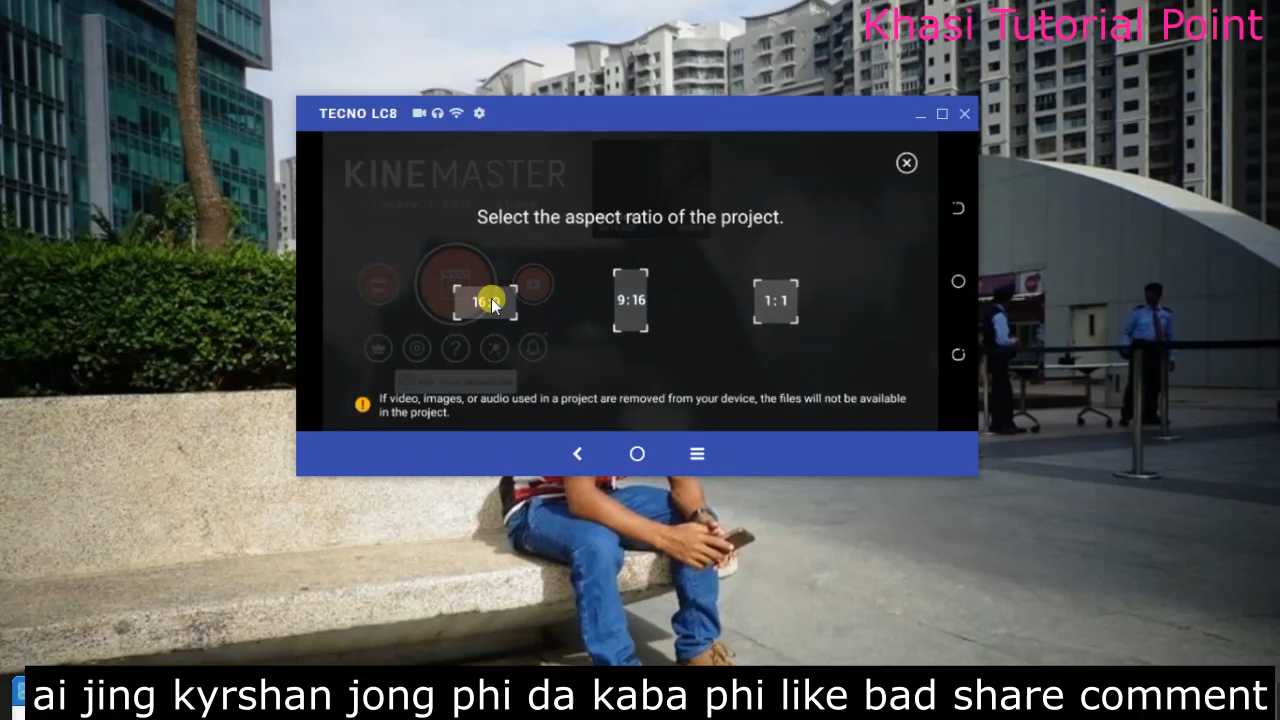 Khasi Tutorial Point
TECNO LC8
KINEMASTER
Select the aspect ratio of the project.
16:9
9:16
1:1
If video, images, or audio used in a project are removed from your device, the files will not be available
in the project.
ai jing kyrshan jong phi da kaba phi like bad share comment